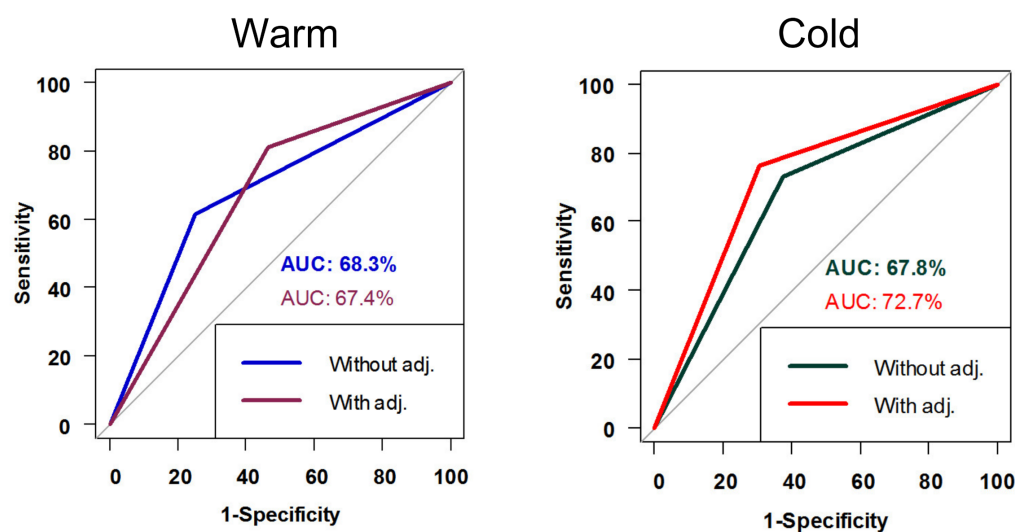 Warm
100
80
60
40
20
0
Sensitivity
AUC: 68.3%
AUC: 67.4%
Without adj.
With adj.
0 20 40 60 80 100
1-Specificity
Cold
100
80
60
40
20
0
Sensitivity
AUC: 67.8%
AUC: 72.7%
Without adj.
With adj.
0 20 40 60 80 100
1-Specificity